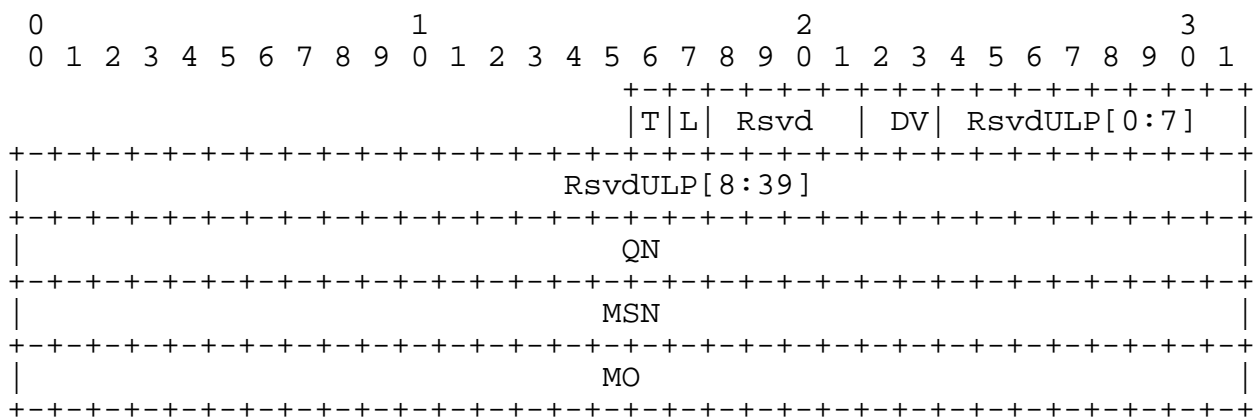 0                   1                   2                   3
 0 1 2 3 4 5 6 7 8 9 0 1 2 3 4 5 6 7 8 9 0 1 2 3 4 5 6 7 8 9 0 1
                                +-+-+-+-+-+-+-+-+-+-+-+-+-+-+-+-+
                                |T|L| Rsvd  | DV| RsvdULP[0:7]  |
+-+-+-+-+-+-+-+-+-+-+-+-+-+-+-+-+-+-+-+-+-+-+-+-+-+-+-+-+-+-+-+-+
|                            RsvdULP[8:39]                      |
+-+-+-+-+-+-+-+-+-+-+-+-+-+-+-+-+-+-+-+-+-+-+-+-+-+-+-+-+-+-+-+-+
|                               QN                              |
+-+-+-+-+-+-+-+-+-+-+-+-+-+-+-+-+-+-+-+-+-+-+-+-+-+-+-+-+-+-+-+-+
|                              MSN                              |
+-+-+-+-+-+-+-+-+-+-+-+-+-+-+-+-+-+-+-+-+-+-+-+-+-+-+-+-+-+-+-+-+
|                              MO                               |
+-+-+-+-+-+-+-+-+-+-+-+-+-+-+-+-+-+-+-+-+-+-+-+-+-+-+-+-+-+-+-+-+